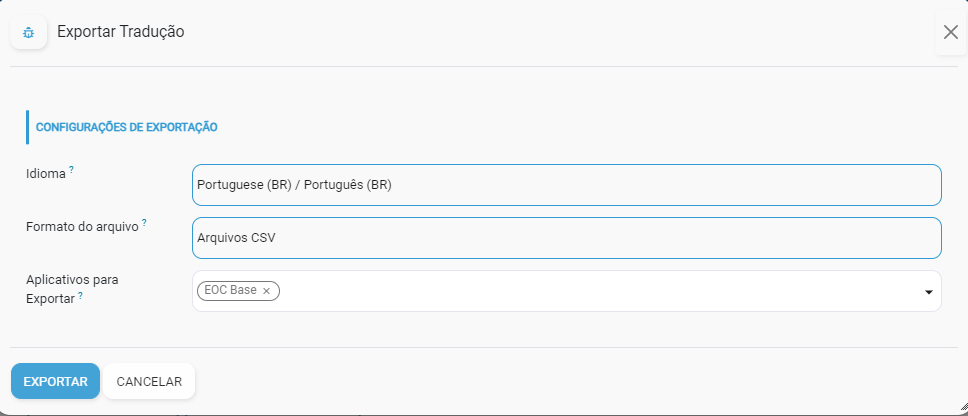 Exportar Tradução
CONFIGURAÇÕES DE EXPORTAÇÃO
Idioma ?
Portuguese (BR) / Português (BR)
Formato do arquivo ?
Arquivos CSV
Aplicativos para
Exportar ?
EOC Base ×
EXPORTAR
CANCELAR